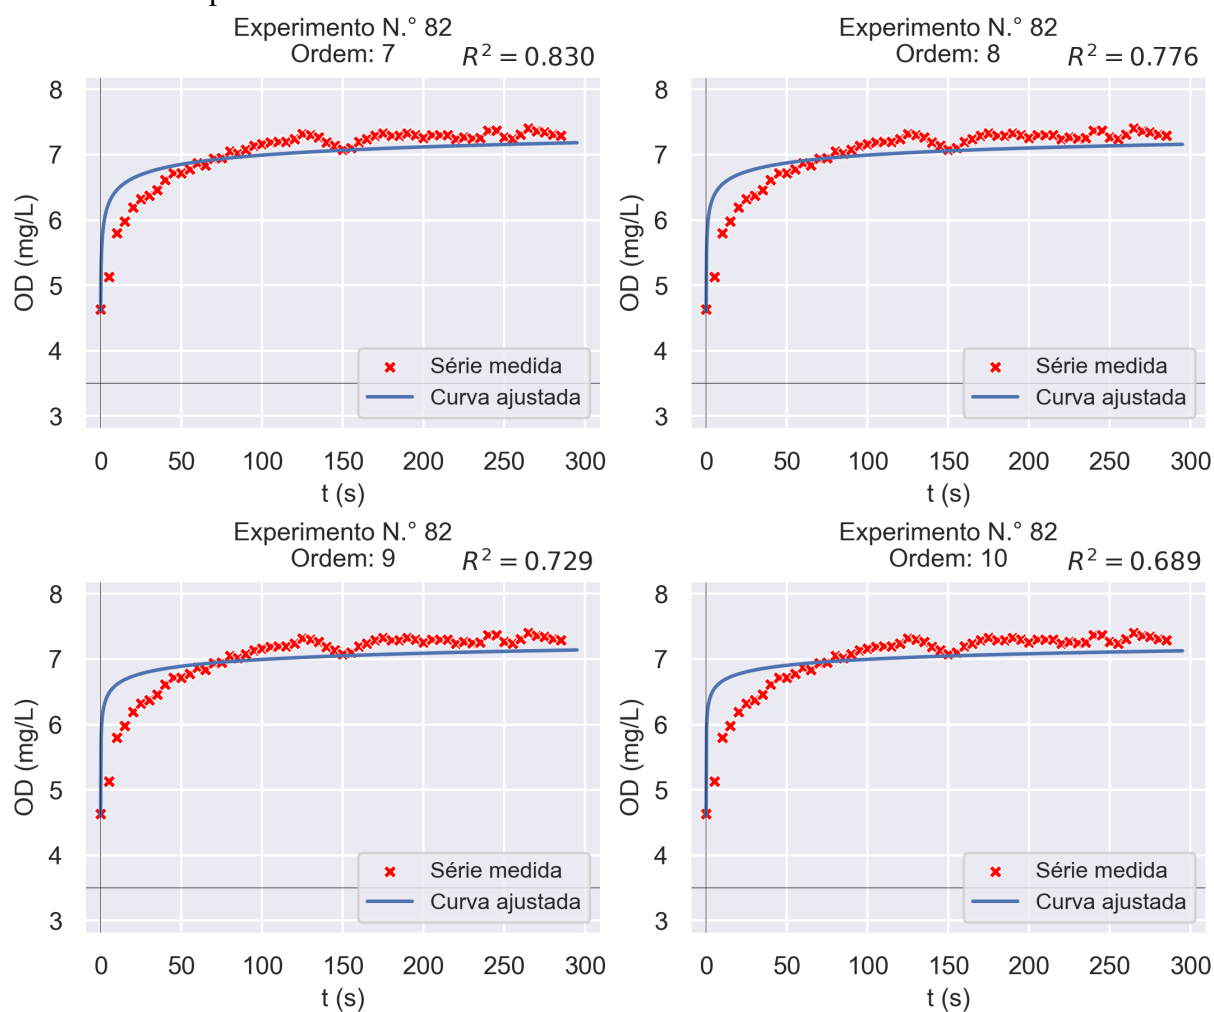 Experimento N.° 82
Ordem: 7 R² = 0.830
8
7
6
5
4
3
OD (mg/L)
Série medida
Curva ajustada
0 50 100 150 200 250 300
t (s)
Experimento N.° 82
Ordem: 8 R² = 0.776
8
7
6
5
4
3
OD (mg/L)
Série medida
Curva ajustada
0 50 100 150 200 250 300
t (s)
Experimento N.° 82
Ordem: 9 R² = 0.729
8
7
6
5
4
3
OD (mg/L)
Série medida
Curva ajustada
0 50 100 150 200 250 300
t (s)
Experimento N.° 82
Ordem: 10 R² = 0.689
8
7
6
5
4
3
OD (mg/L)
Série medida
Curva ajustada
0 50 100 150 200 250 300
t (s)